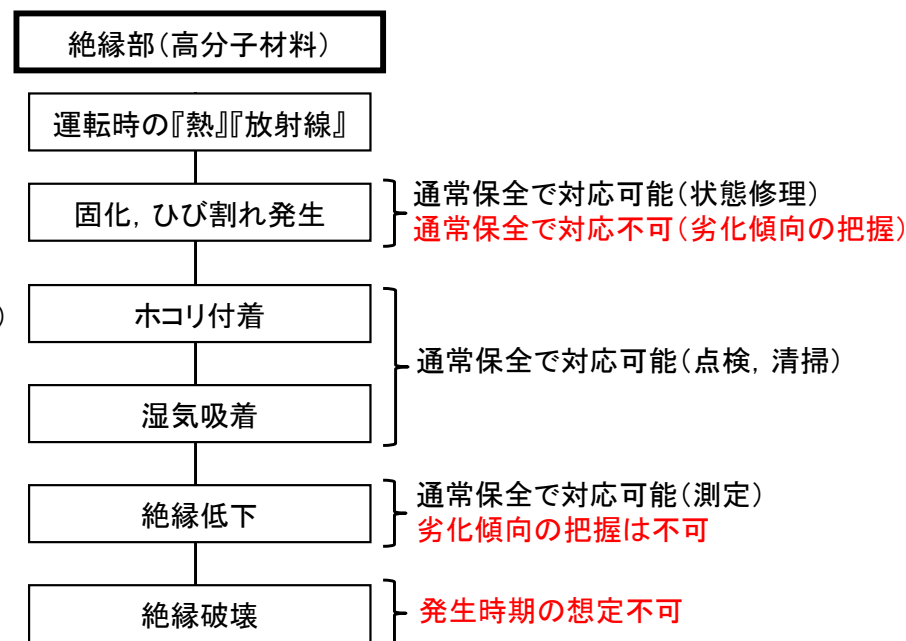 絶縁部（高分子材料）
運転時の『熱』『放射線』
固化，ひび割れ発生
通常保全で対応可能（状態修理）
通常保全で対応不可（劣化傾向の把握）
）
ホコリ付着
通常保全で対応可能（点検，清掃）
湿気吸着
絶縁低下
通常保全で対応可能（測定）
劣化傾向の把握は不可
絶縁破壊
発生時期の想定不可